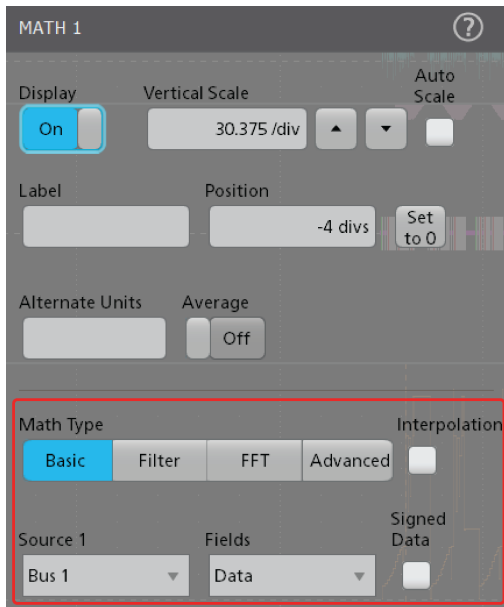 MATH 1 ?
Auto
Display Vertical Scale Scale
On 30.375 /div
Label Position
-4 divs Set
to 0
Alternate Units Average
Off
Math Type Interpolation
Basic Filter FFT Advanced
Signed
Source 1 Fields Data
Bus 1 Data